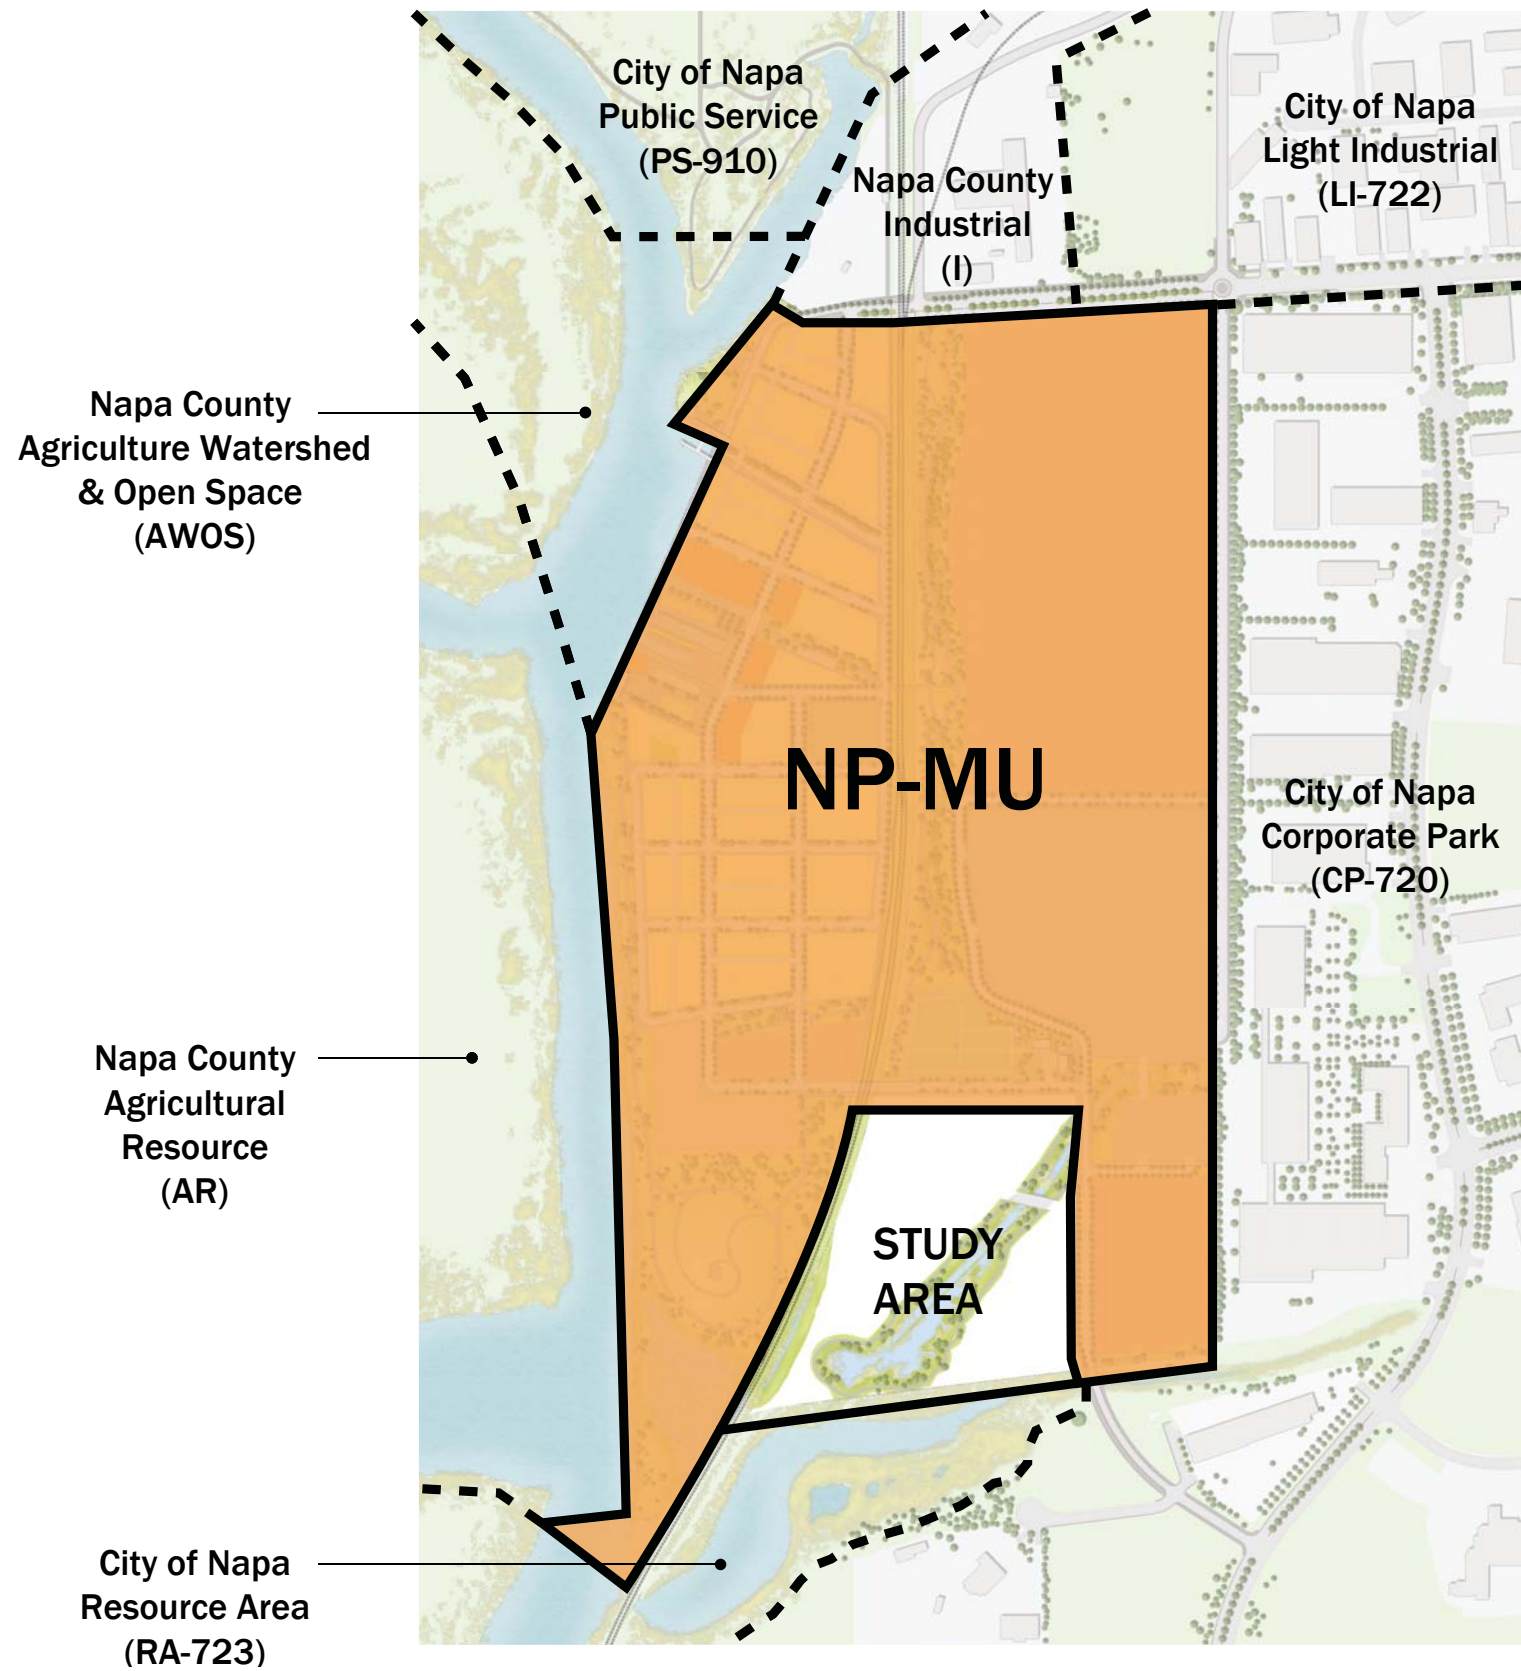 City of Napa
Public Service
(PS-910)
Napa County
Industrial
(I)
City of Napa
Light Industrial
(LI-722)
Napa County
Agriculture Watershed
& Open Space
(AWOS)
NP-MU
City of Napa
Corporate Park
(CP-720)
Napa County
Agricultural
Resource
(AR)
STUDY
AREA
City of Napa
Resource Area
(RA-723)